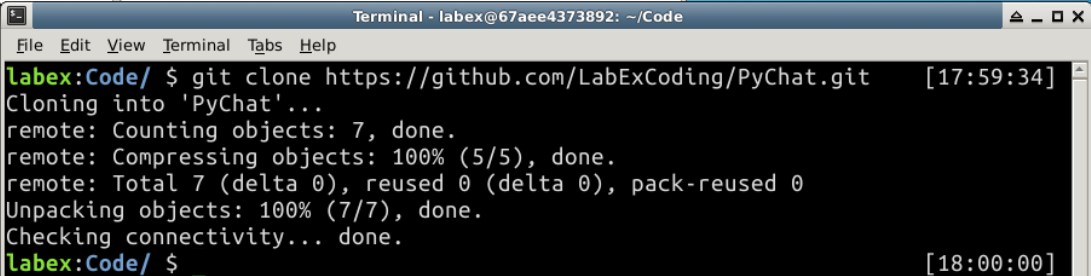 Terminal - labex@67aee4373892: ~/Code
File Edit View Terminal Tabs Help
labex:Code/ $ git clone https://github.com/LabExCoding/PyChat.git [17:59:34]
Cloning into 'PyChat'...
remote: Counting objects: 7, done.
remote: Compressing objects: 100% (5/5), done.
remote: Total 7 (delta 0), reused 0 (delta 0), pack-reused 0
Unpacking objects: 100% (7/7), done.
Checking connectivity... done.
labex:Code/ $ [18:00:00]